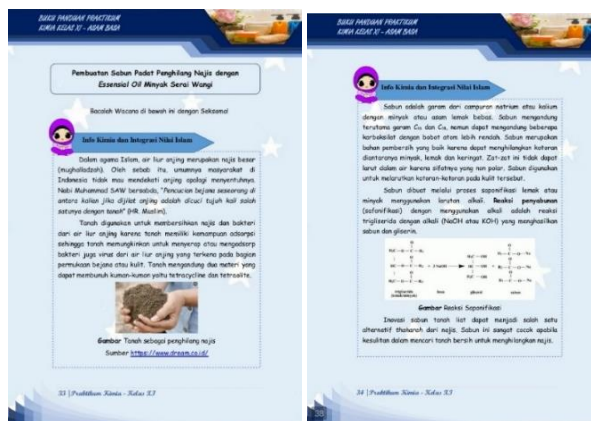 BUKU PANDUAN PRAKTIKUM
KIMIA KELAS XI - ASAM BASA
Pembuatan Sabun Padat Penghilang Najis dengan
Essensial Oil Minyak Serai Wangi
Bacalah Wacana di bawah ini dengan Seksama!
Info Kimia dan Integrasi Nilai Islam
Dalam agama Islam, air liur anjing merupakan najis besar
(mughalladzah). Oleh sebab itu, umumnya masyarakat di
Indonesia tidak mau mendekati anjing apalagi menyentuhnya.
Nabi Muhammad SAW bersabda, "Pencucian bejana seseorang di
antara kalian jika dijilat anjing adalah dicuci tujuh kali salah
satunya dengan tanah" (HR. Muslim).
Tanah digunakan untuk membersihkan najis dan bakteri
dari air liur anjing karena tanah memiliki kemampuan adsorpsi
sehingga tanah memungkinkan untuk menyerap atau mengadsorp
bakteri juga virus dari air liur anjing yang terkena pada bagian
permukaan bejana atau kulit. Tanah mengandung dua materi yang
dapat membunuh kuman-kuman yaitu tetracycline dan tetraolite.
Gambar Tanah sebagai penghilang najis
Sumber https://www.dream.co.id/
33 | Praktikum Kimia - Kelas XI
BUKU PANDUAN PRAKTIKUM
KIMIA KELAS XI - ASAM BASA
Info Kimia dan Integrasi Nilai Islam
Sabun adalah garam dari campuran natrium atau kalium
dengan minyak atau asam lemak bebas. Sabun mengandung
terutama garam C₁₆ dan C₁₈, namun dapat mengandung beberapa
karboksilat dengan bobot atom lebih rendah. Sabun merupakan
bahan pembersih yang baik karena dapat menghilangkan kotoran
diantaranya minyak, lemak dan keringat. Zat-zat ini tidak dapat
larut dalam air karena sifatnya yang non polar. Sabun digunakan
untuk melarutkan kotoran-kotoran pada kulit tersebut.
Sabun dibuat melalui proses saponifikasi lemak atau
minyak menggunakan larutan alkali. Reaksi penyabunan
(safonifikasi) dengan menggunakan alkali adalah reaksi
trigliserida dengan alkali (NaOH atau KOH) yang menghasilkan
sabun dan gliserin.
Gambar Reaksi Saponifikasi
Inovasi sabun tanah liat dapat menjadi salah satu
alternatif thaharah dari najis. Sabun ini sangat cocok apabila
kesulitan dalam mencari tanah bersih untuk menghilangkan najis.
34 | Praktikum Kimia - Kelas XI
38